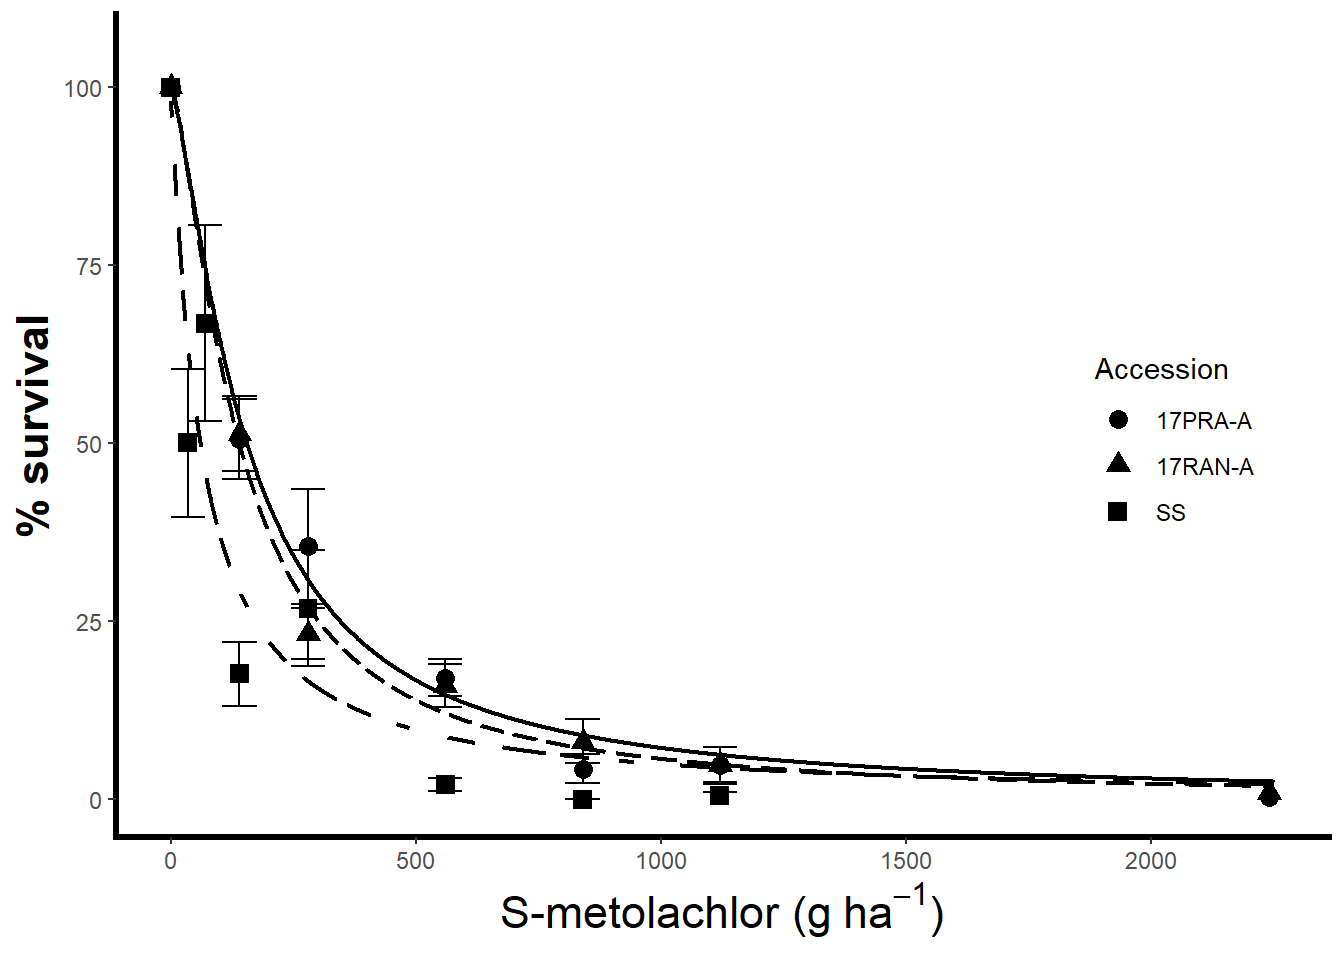 % survival
100
75
50
25
0
0 500 1000 1500 2000
S-metolachlor (g ha⁻¹)
Accession
17PRA-A
17RAN-A
SS